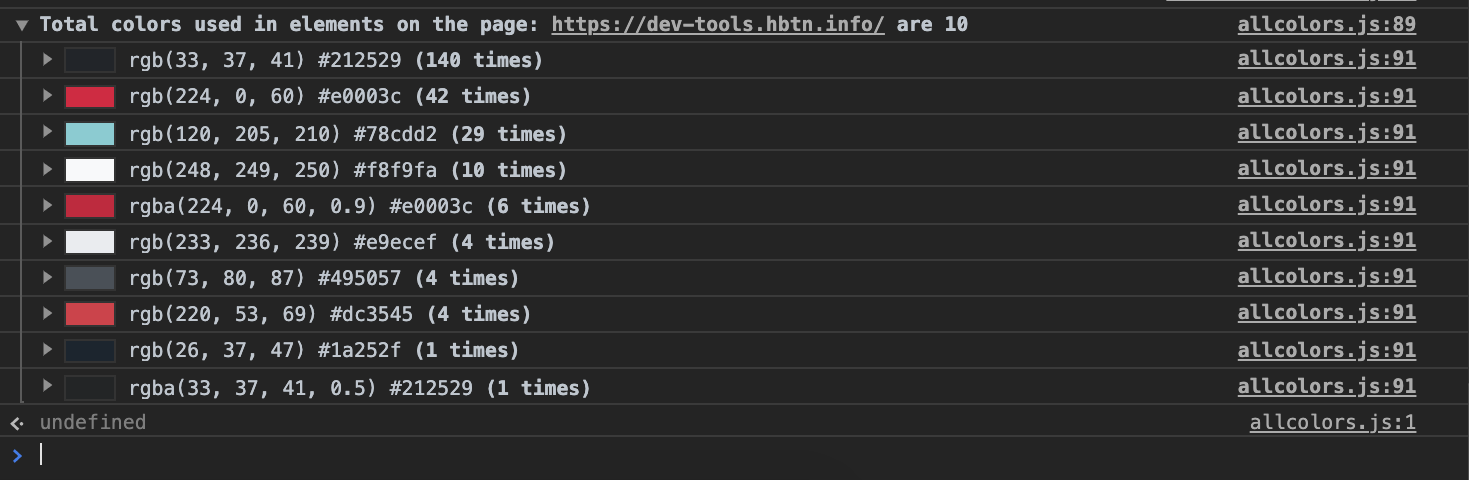 Total colors used in elements on the page: https://dev-tools.hbtn.info/ are 10 allcolors.js:89
rgb(33, 37, 41) #212529 (140 times) allcolors.js:91
rgb(224, 0, 60) #e0003c (42 times) allcolors.js:91
rgb(120, 205, 210) #78cdd2 (29 times) allcolors.js:91
rgb(248, 249, 250) #f8f9fa (10 times) allcolors.js:91
rgba(224, 0, 60, 0.9) #e0003c (6 times) allcolors.js:91
rgb(233, 236, 239) #e9ecef (4 times) allcolors.js:91
rgb(73, 80, 87) #495057 (4 times) allcolors.js:91
rgb(220, 53, 69) #dc3545 (4 times) allcolors.js:91
rgb(26, 37, 47) #1a252f (1 times) allcolors.js:91
rgba(33, 37, 41, 0.5) #212529 (1 times) allcolors.js:91
undefined allcolors.js:1